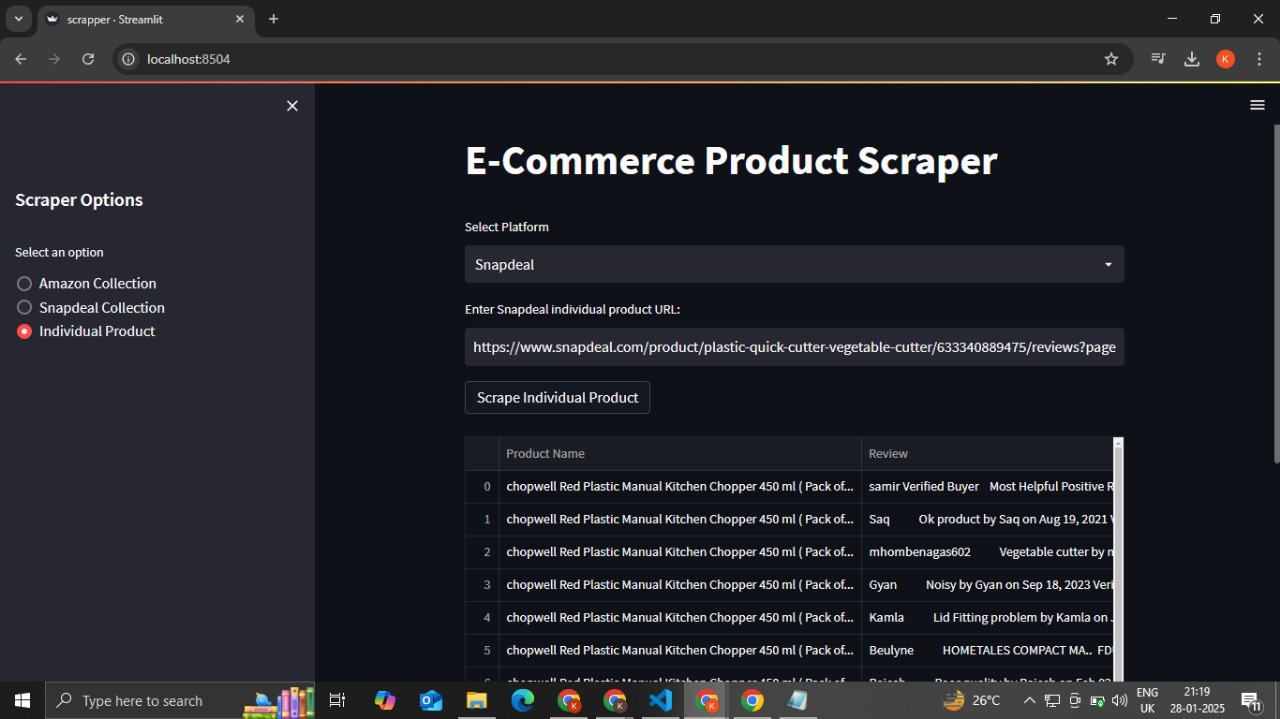 scrapper · Streamlit
localhost:8504
K
Scraper Options
Select an option
Amazon Collection
Snapdeal Collection
Individual Product
E-Commerce Product Scraper
Select Platform
Snapdeal
Enter Snapdeal individual product URL:
https://www.snapdeal.com/product/plastic-quick-cutter-vegetable-cutter/633340889475/reviews?page
Scrape Individual Product
Product Name Review
0 chopwell Red Plastic Manual Kitchen Chopper 450 ml ( Pack of... samir Verified Buyer Most Helpful Positive R
1 chopwell Red Plastic Manual Kitchen Chopper 450 ml ( Pack of... Saq Ok product by Saq on Aug 19, 2021 V
2 chopwell Red Plastic Manual Kitchen Chopper 450 ml ( Pack of... mhombenagas602 Vegetable cutter by m
3 chopwell Red Plastic Manual Kitchen Chopper 450 ml ( Pack of... Gyan Noisy by Gyan on Sep 18, 2023 Veri
4 chopwell Red Plastic Manual Kitchen Chopper 450 ml ( Pack of... Kamla Lid Fitting problem by Kamla on
5 chopwell Red Plastic Manual Kitchen Chopper 450 ml ( Pack of... Beulyne HOMETALES COMPACT MA.. FD
Type here to search
26°C
ENG
UK
21:19
28-01-2025
11